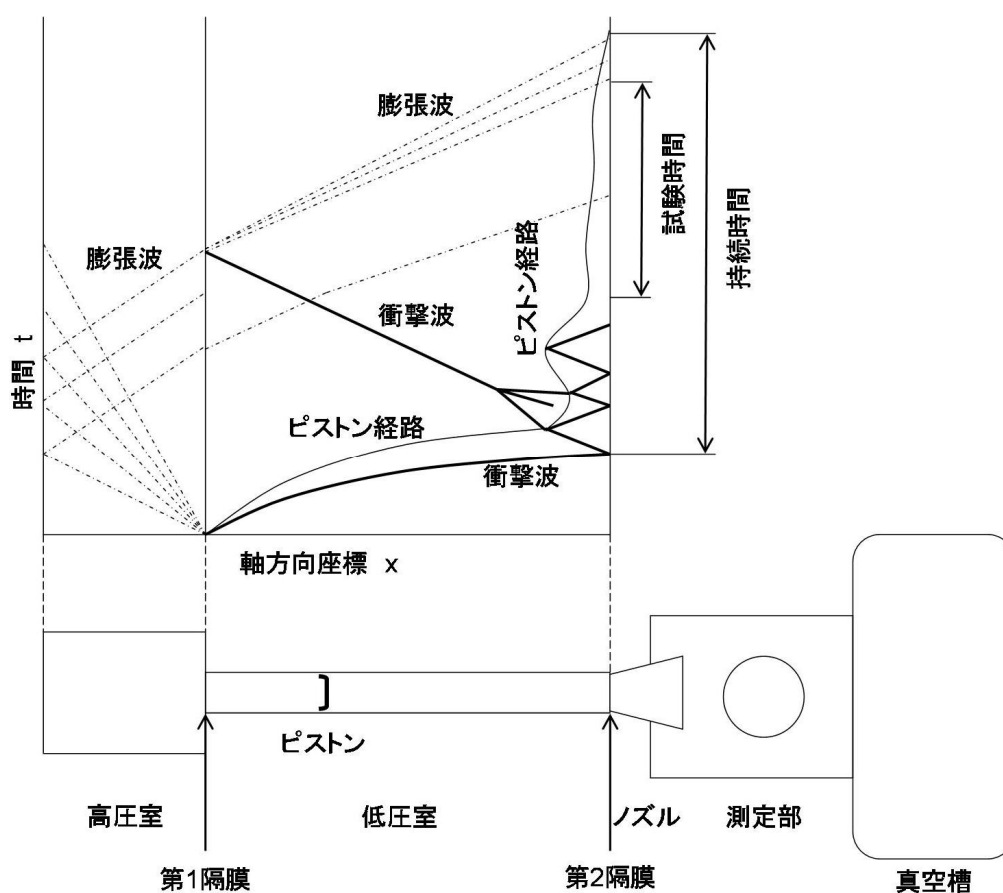 膨張波
膨張波
衝撃波
ピストン経路
試験時間
持続時間
時間 t
ピストン経路
衝撃波
軸方向座標 x
ピストン
高圧室
低圧室
ノズル
測定部
第1隔膜
第2隔膜
真空槽